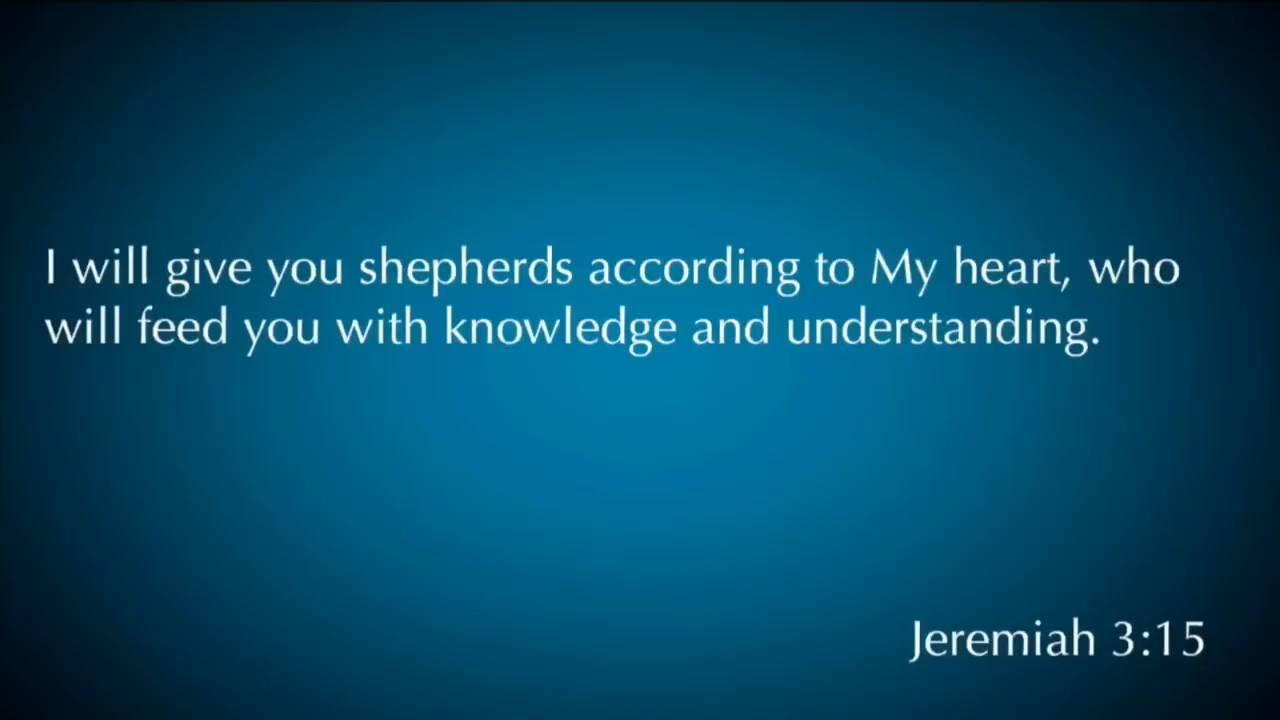 I will give you shepherds according to My heart, who
will feed you with knowledge and understanding.
Jeremiah 3:15